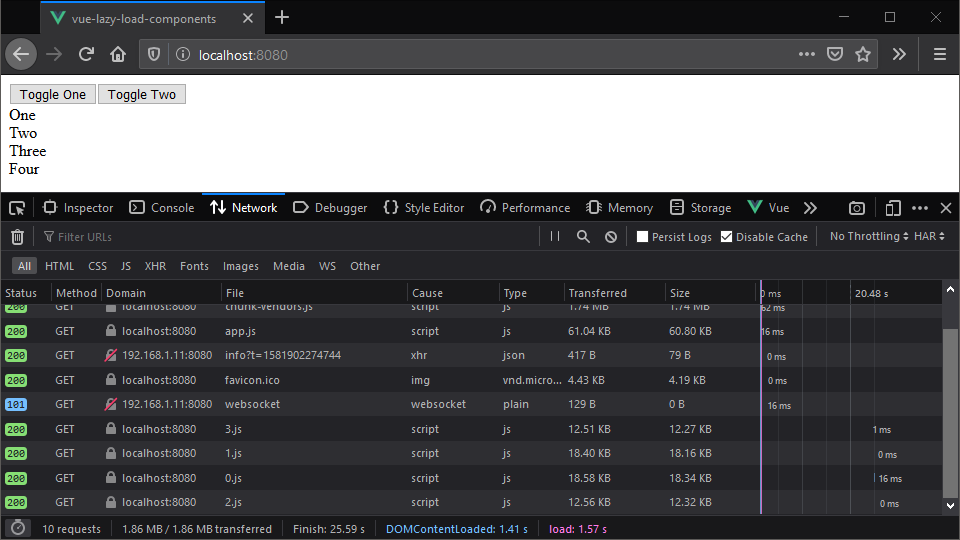 vue-lazy-load-components
localhost:8080
Toggle One Toggle Two
One
Two
Three
Four
Inspector Console Network Debugger Style Editor Performance Memory Storage Vue
Filter URLs Persist Logs Disable Cache No Throttling HAR
All HTML CSS JS XHR Fonts Images Media WS Other
Status Method Domain File Cause Type Transferred Size 0 ms 20.48 s
200 GET localhost:8080 chunk-vendors.js script js 1.74 MB 1.74 MB 62 ms
200 GET localhost:8080 app.js script js 61.04 KB 60.80 KB 16 ms
200 GET 192.168.1.11:8080 info?t=1581902274744 xhr json 417 B 79 B 0 ms
200 GET localhost:8080 favicon.ico img vnd.micro... 4.43 KB 4.19 KB 0 ms
101 GET 192.168.1.11:8080 websocket websocket plain 129 B 0 B 16 ms
200 GET localhost:8080 3.js script js 12.51 KB 12.27 KB 1 ms
200 GET localhost:8080 1.js script js 18.40 KB 18.16 KB 0 ms
200 GET localhost:8080 0.js script js 18.58 KB 18.34 KB 16 ms
200 GET localhost:8080 2.js script js 12.56 KB 12.32 KB 0 ms
10 requests 1.86 MB / 1.86 MB transferred Finish: 25.59 s DOMContentLoaded: 1.41 s load: 1.57 s